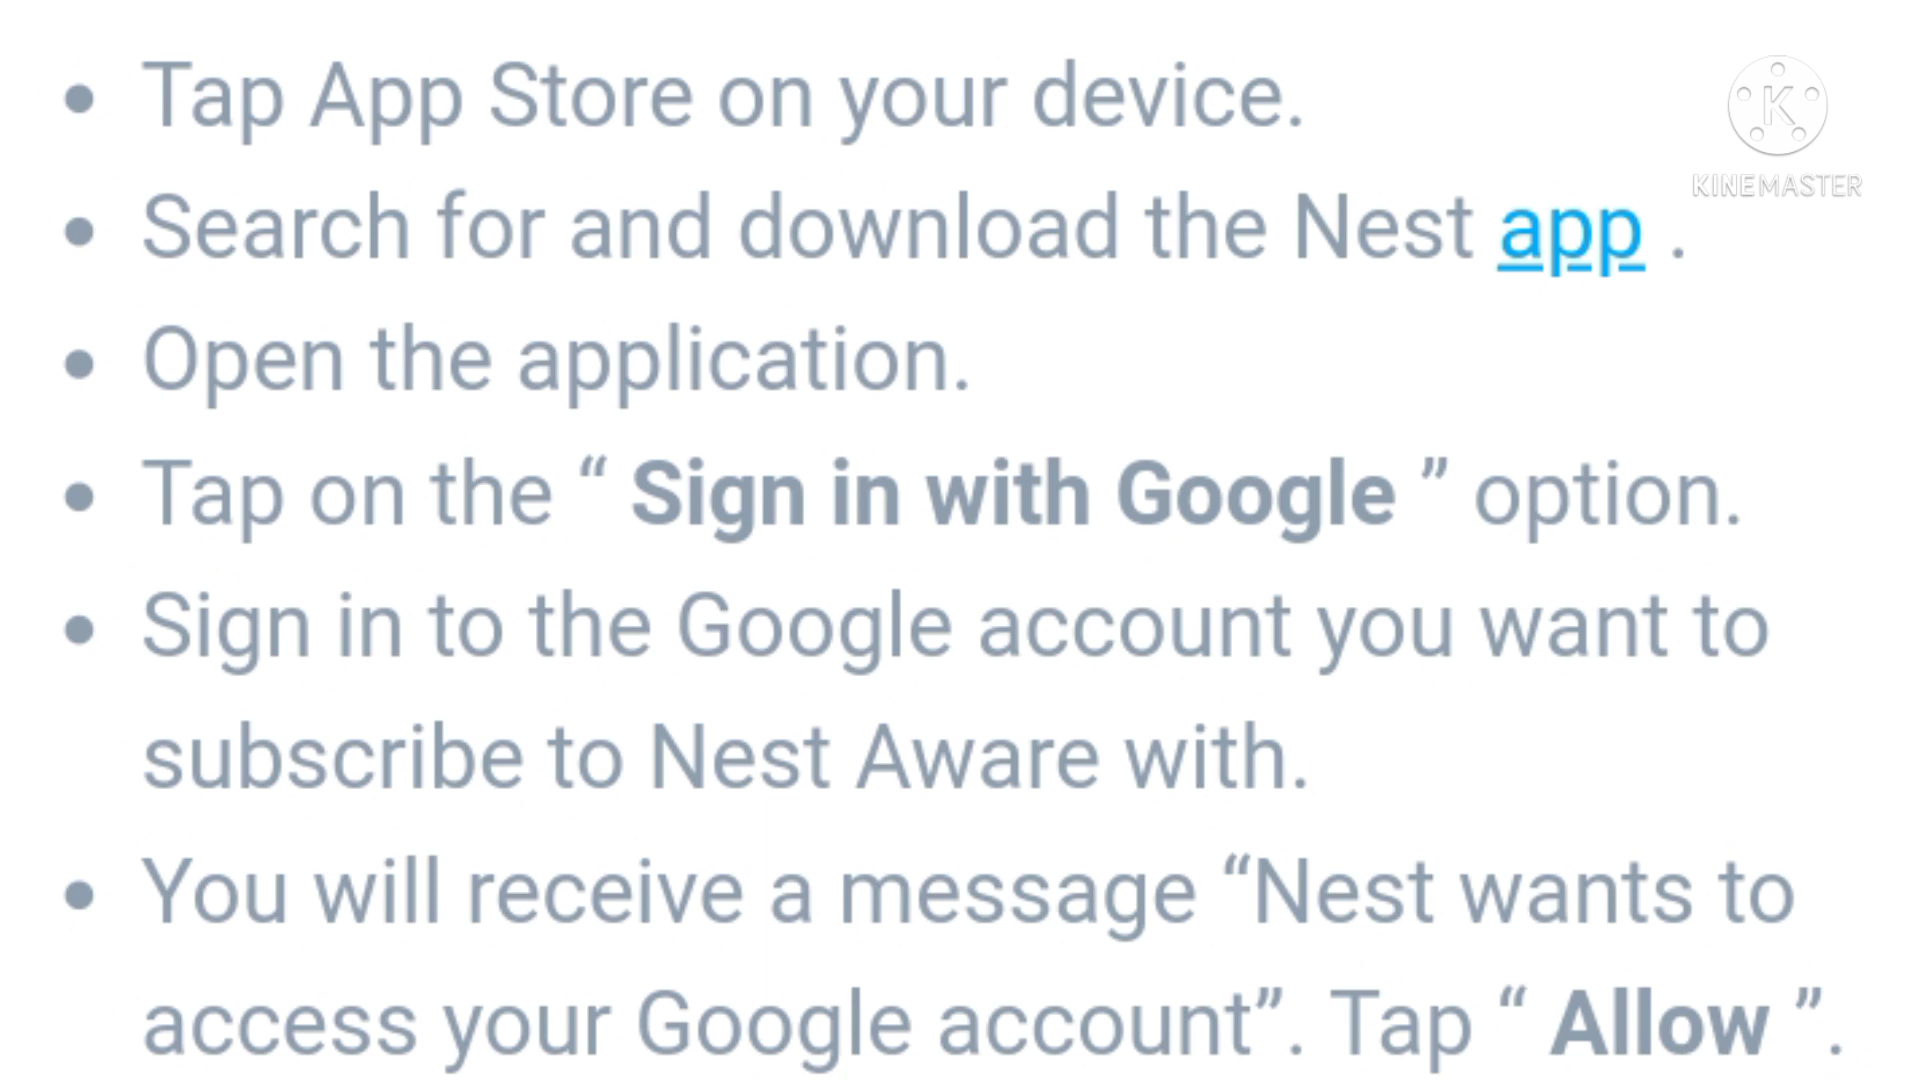 • Tap App Store on your device.
• Search for and download the Nest app .
• Open the application.
• Tap on the “ Sign in with Google ” option.
• Sign in to the Google account you want to
subscribe to Nest Aware with.
• You will receive a message “Nest wants to
access your Google account”. Tap “ Allow ”.
K
KINEMASTER